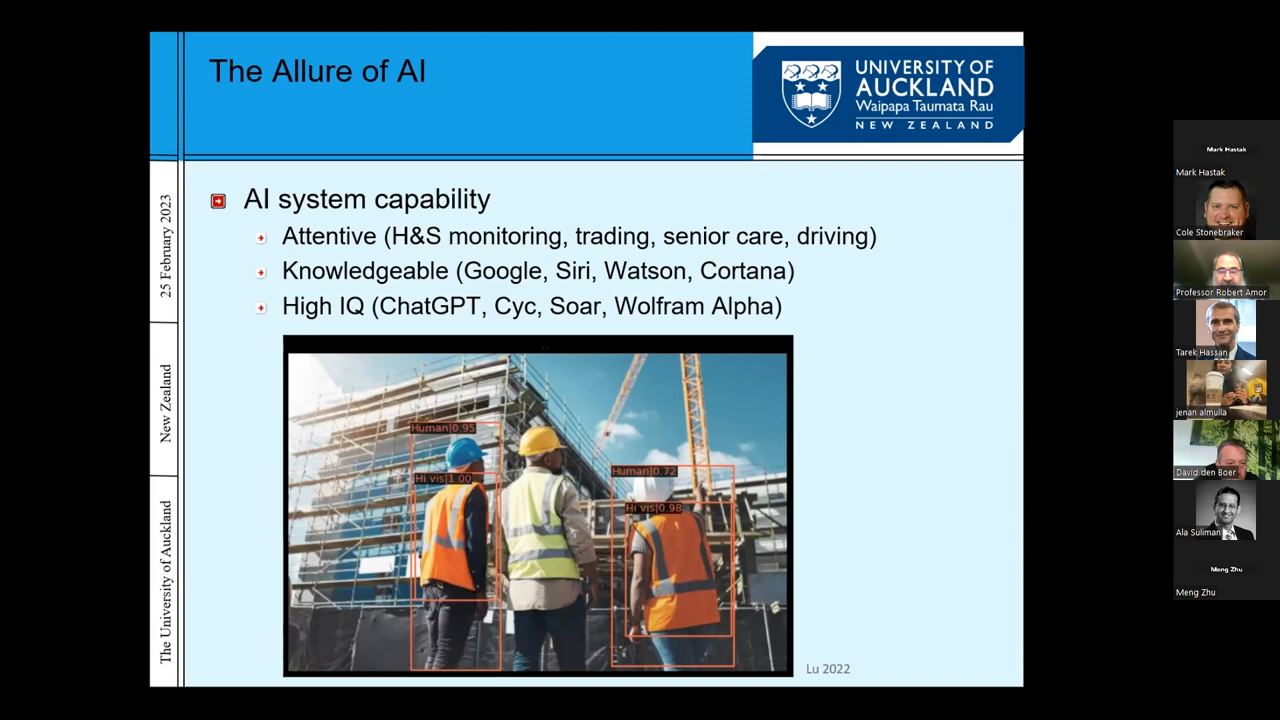 The Allure of AI
UNIVERSITY OF
AUCKLAND
Waipapa Taumata Rau
NEW ZEALAND
25 February 2023
New Zealand
The University of Auckland
AI system capability
Attentive (H&S monitoring, trading, senior care, driving)
Knowledgeable (Google, Siri, Watson, Cortana)
High IQ (ChatGPT, Cyc, Soar, Wolfram Alpha)
Human|0.95
Hi vis|1.00
Human|0.72
Hi vis|0.98
Lu 2022
Mark Hastak
Mark Hastak
Cole Stonebraker
Professor Robert Amor
Tarek Hassan
jenan almulla
David den Boer
Ala Suliman
Meng Zhu
Meng Zhu